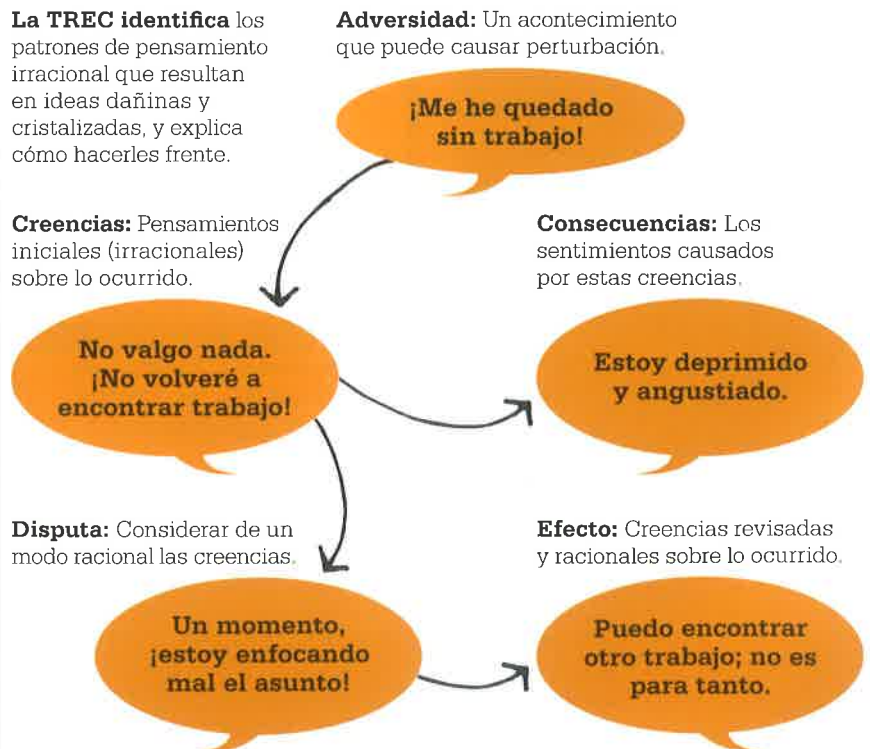 La TREC identifica los
patrones de pensamiento
irracional que resultan
en ideas dañinas y
cristalizadas, y explica
cómo hacerles frente.
Adversidad: Un acontecimiento
que puede causar perturbación.
¡Me he quedado
sin trabajo!
Creencias: Pensamientos
iniciales (irracionales)
sobre lo ocurrido.
No valgo nada.
¡No volveré a
encontrar trabajo!
Consecuencias: Los
sentimientos causados
por estas creencias.
Estoy deprimido
y angustiado.
Disputa: Considerar de un
modo racional las creencias.
Un momento,
¡estoy enfocando
mal el asunto!
Efecto: Creencias revisadas
y racionales sobre lo ocurrido.
Puedo encontrar
otro trabajo; no es
para tanto.